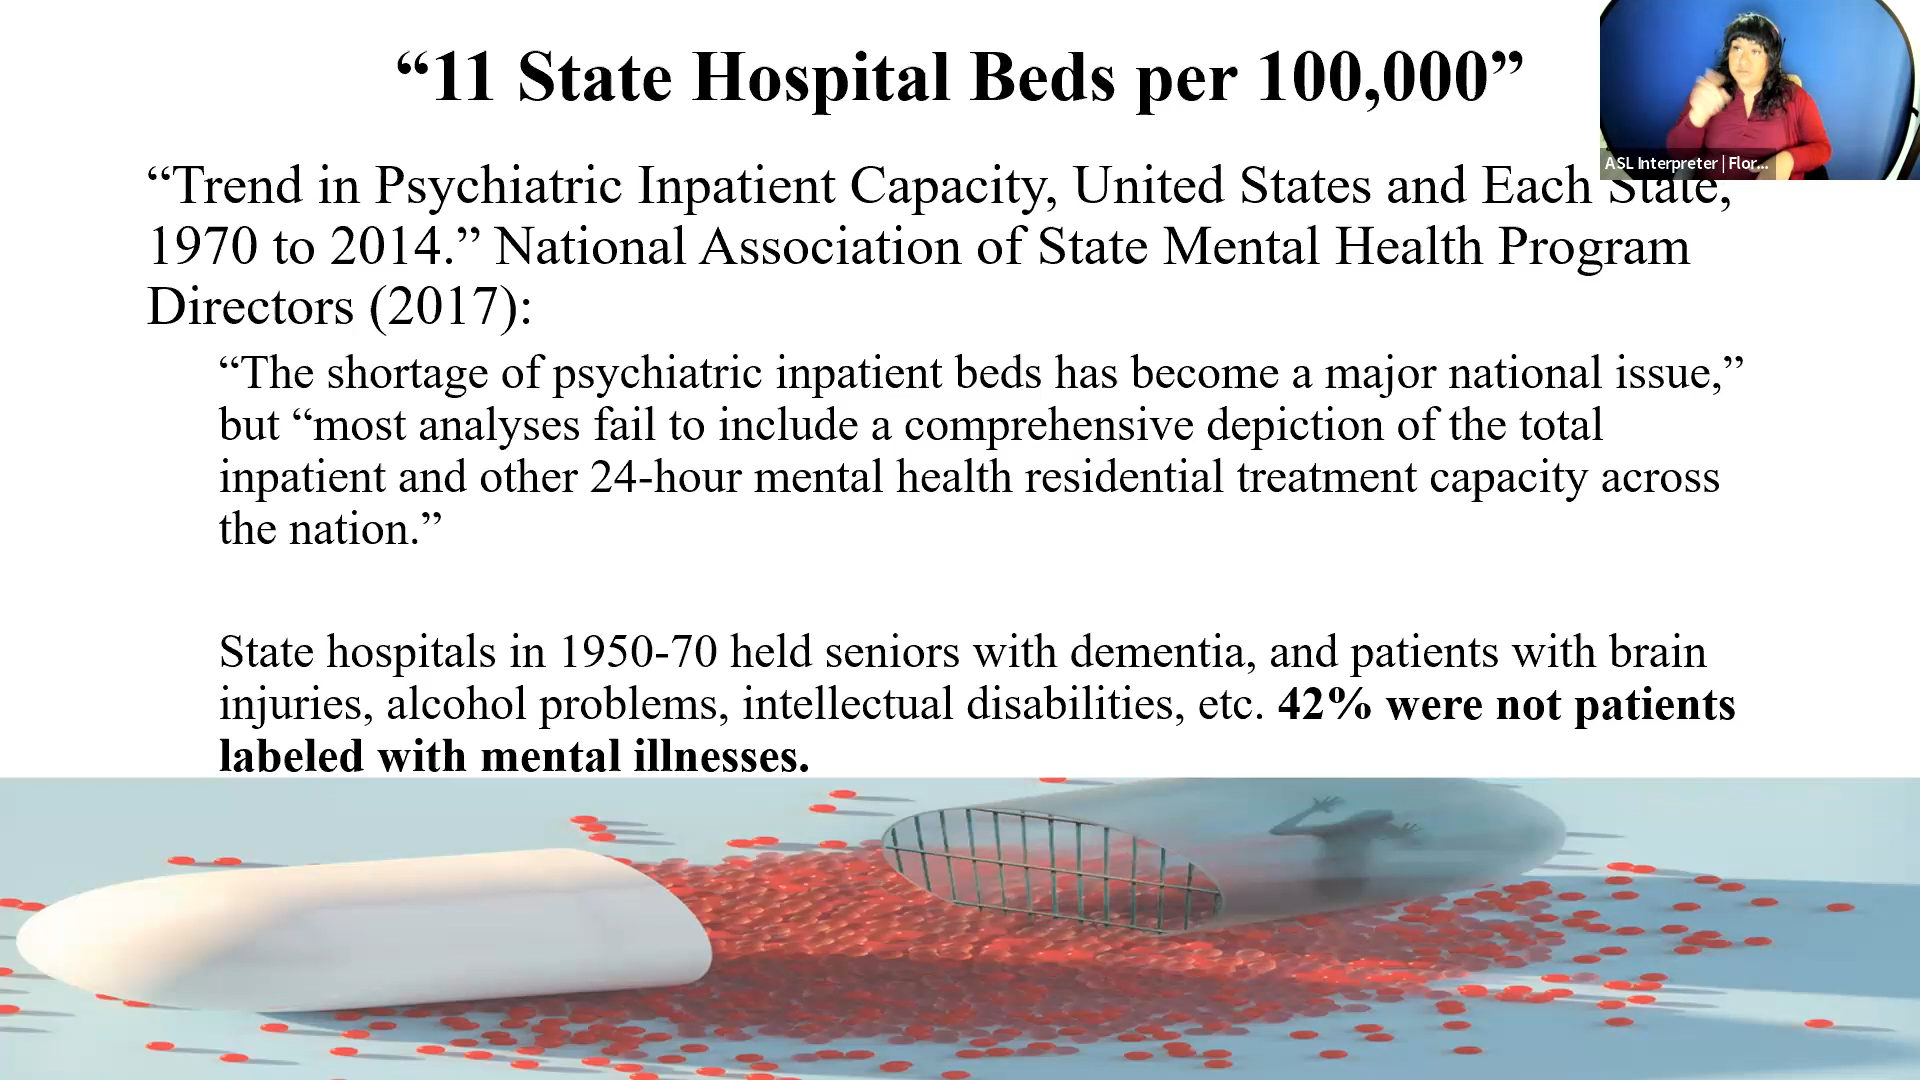 “11 State Hospital Beds per 100,000”
ASL Interpreter | Flor...
“Trend in Psychiatric Inpatient Capacity, United States and Each State,
1970 to 2014.” National Association of State Mental Health Program
Directors (2017):
“The shortage of psychiatric inpatient beds has become a major national issue,”
but “most analyses fail to include a comprehensive depiction of the total
inpatient and other 24-hour mental health residential treatment capacity across
the nation.”
State hospitals in 1950-70 held seniors with dementia, and patients with brain
injuries, alcohol problems, intellectual disabilities, etc. 42% were not patients
labeled with mental illnesses.